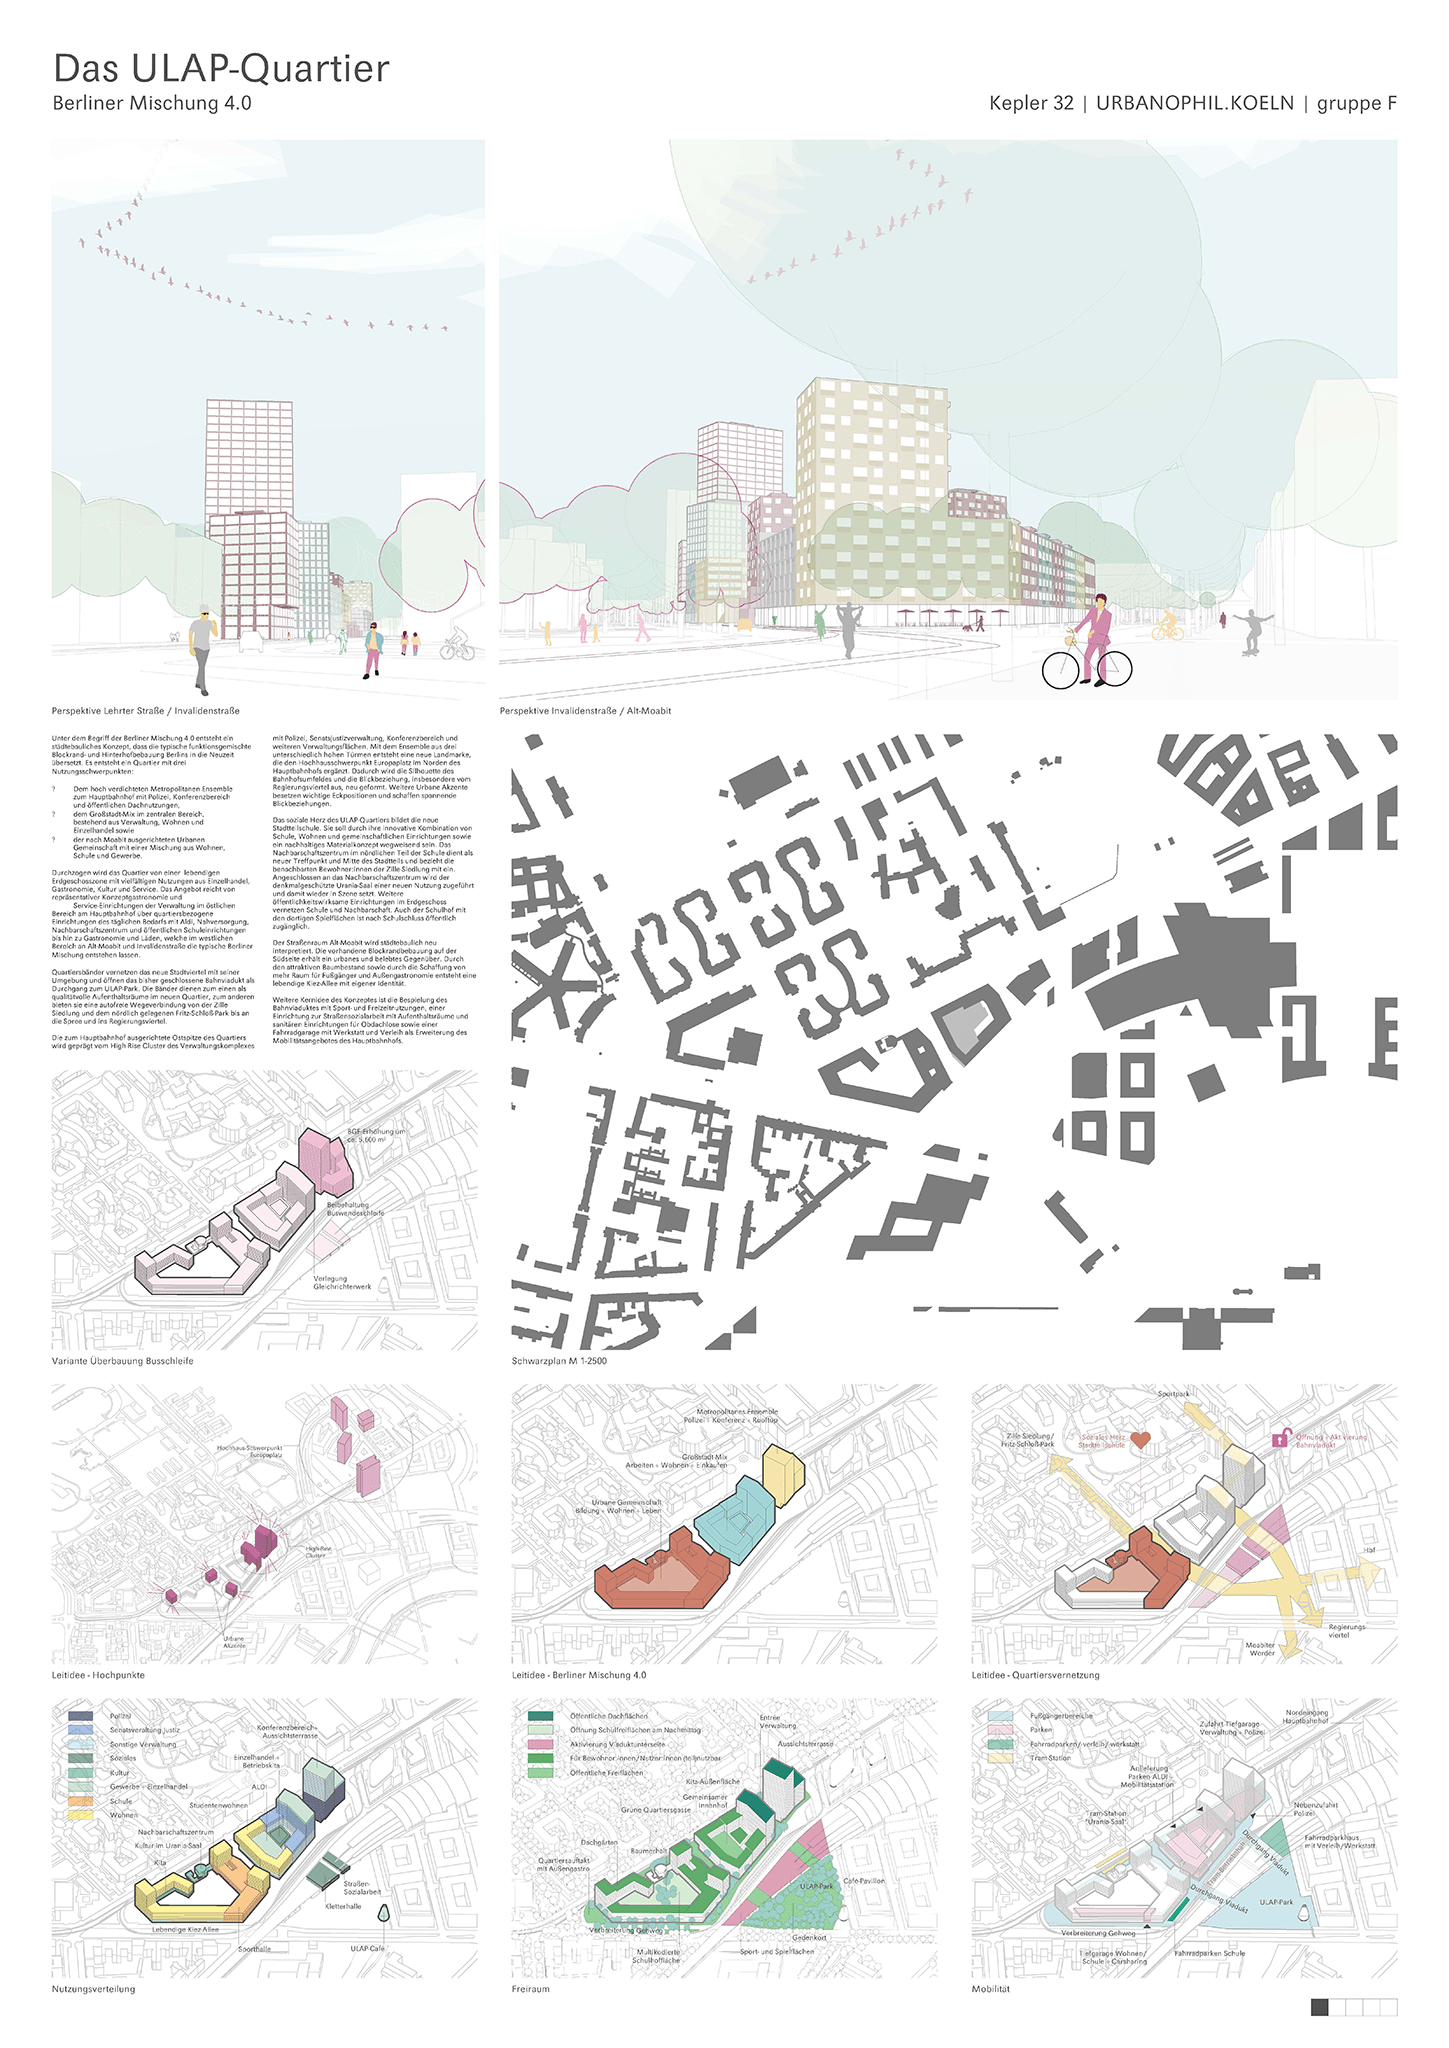 Das ULAP-Quartier
Berliner Mischung 4.0
Kepler 32 | URBANOPHIL.KOELN | gruppe F
Perspektive Lehrter Straße / Invalidenstraße
Perspektive Invalidenstraße / Alt-Moabit
Unter dem Begriff der Berliner Mischung 4.0 entsteht ein
städtebauliches Konzept, dass die typische funktionsgemischte
Blockrand- und Hinterhofbebauung Berlins in die Neuzeit
übersetzt. Es entsteht ein Quartier mit drei
Nutzungsschwerpunkten:
? Dem hoch verdichteten Metropolitanen Ensemble
zum Hauptbahnhof mit Polizei, Konferenzbereich
und öffentlichen Dachnutzungen,
? dem Großstadt-Mix im zentralen Bereich,
bestehend aus Verwaltung, Wohnen und
Einzelhandel sowie
? der nach Moabit ausgerichteten Urbanen
Gemeinschaft mit einer Mischung aus Wohnen,
Schule und Gewerbe.
Durchzogen wird das Quartier von einer lebendigen
Erdgeschosszone mit vielfältigen Nutzungen aus Einzelhandel,
Gastronomie, Kultur und Service. Das Angebot reicht von
repräsentativer Konzeptgastronomie und
Service-Einrichtungen der Verwaltung im östlichen
Bereich am Hauptbahnhof über quartiersbezogene
Einrichtungen des täglichen Bedarfs mit Aldi, Nahversorgung,
Nachbarschaftszentrum und öffentlichen Schuleinrichtungen
bis hin zu Gastronomie und Läden, welche im westlichen
Bereich an Alt-Moabit und Invalidenstraße die typische Berliner
Mischung entstehen lassen.
Quartiersbänder vernetzen das neue Stadtviertel mit seiner
Umgebung und öffnen das bisher geschlossene Bahnviadukt als
Durchgang zum ULAP-Park. Die Bänder dienen zum einen als
qualitätvolle Aufenthaltsräume im neuen Quartier, zum anderen
bieten sie eine autofreie Wegeverbindung von der Zille
Siedlung und dem nördlich gelegenen Fritz-Schloß-Park bis an
die Spree und ins Regierungsviertel.
Die zum Hauptbahnhof ausgerichtete Ostspitze des Quartiers
wird geprägt vom High Rise Cluster des Verwaltungskomplexes
mit Polizei, Senatsjustizverwaltung, Konferenzbereich und
weiteren Verwaltungsflächen. Mit dem Ensemble aus drei
unterschiedlich hohen Türmen entsteht eine neue Landmarke,
die den Hochhausschwerpunkt Europaplatz im Norden des
Hauptbahnhofs ergänzt. Dadurch wird die Silhouette des
Bahnhofsumfeldes und die Blickbeziehung, insbesondere vom
Regierungsviertel aus, neu geformt. Weitere Urbane Akzente
besetzen wichtige Eckpositionen und schaffen spannende
Blickbeziehungen.
Das soziale Herz des ULAP Quartiers bildet die neue
Stadtteilschule. Sie soll durch ihre innovative Kombination von
Schule, Wohnen und gemeinschaftlichen Einrichtungen sowie
ein nachhaltiges Materialkonzept wegweisend sein. Das
Nachbarschaftszentrum im nördlichen Teil der Schule dient als
neuer Treffpunkt und Mitte des Stadtteils und bezieht die
benachbarten Bewohner:innen der Zille-Siedlung mit ein.
Angeschlossen an das Nachbarschaftszentrum wird der
denkmalgeschützte Urania-Saal einer neuen Nutzung zugeführt
und damit wieder in Szene setzt. Weitere
öffentlichkeitswirksame Einrichtungen im Erdgeschoss
vernetzen Schule und Nachbarschaft. Auch der Schulhof mit
den dortigen Spielflächen ist nach Schulschluss öffentlich
zugänglich.
Der Straßenraum Alt-Moabit wird städtebaulich neu
interpretiert. Die vorhandene Blockrandbebauung auf der
Südseite erhält ein urbanes und belebtes Gegenüber. Durch
den attraktiven Baumbestand sowie durch die Schaffung von
mehr Raum für Fußgänger und Außengastronomie entsteht eine
lebendige Kiez-Allee mit eigener Identität.
Weitere Kernidee des Konzeptes ist die Bespielung des
Bahnviaduktes mit Sport- und Freizeitnutzungen, einer
Einrichtung zur Straßensozialarbeit mit Aufenthaltsräume und
sanitären Einrichtungen für Obdachlose sowie einer
Fahrradgarage mit Werkstatt und Verleih als Erweiterung des
Mobilitätsangebotes des Hauptbahnhofs.
BGF-Erhöhung um
ca. 5.600 m²
Beibehaltung
Buswendeschleife
Verlegung
Gleichrichterwerk
Variante Überbauung Busschleife
Schwarzplan M 1-2500
Hochhaus-Schwerpunkt
Europaplatz
High-Rise
Cluster
Urbane
Akzente
Leitidee - Hochpunkte
Metropolitanes Ensemble
Polizei + Konferenz + Rooftop
Großstadt-Mix
Arbeiten + Wohnen + Einkaufen
Urbane Gemeinschaft
Bildung + Wohnen + Leben
Leitidee - Berliner Mischung 4.0
Sportpark
Zille Siedlung/
Fritz-Schloß-Park
Soziales Herz
Stadtteilschule
Öffnung + Aktivierung
Bahnviadukt
Hbf
Regierungs-
viertel
Moabiter
Werder
Leitidee - Quartiersvernetzung
Polizei
Senatsveraltung Justiz
Sonstige Verwaltung
Soziales
Kultur
Gewerbe + Einzelhandel
Schule
Wohnen
Konferenzbereich+
Aussichtsterrasse
Einzelhandel +
Betriebskita
ALDI
Studentenwohnen
Nachbarschaftszentrum
Kultur im Urania-Saal
Kita
Straßen-
Sozialarbeit
Kletterhalle
Lebendige Kiez-Allee
Sporthalle
ULAP-Café
Nutzungsverteilung
Öffentliche Dachflächen
Öffnung Schulfreiflächen am Nachmittag
Aktivierung Viaduktunterseite
Für Bewohner:innen/Nutzer:innen (teil)nutzbar
Öffentliche Freiflächen
Entrée
Verwaltung
Aussichtsterrasse
Kita-Außenfläche
Gemeinsamer
Innenhof
Grüne Quartiersgasse
Dachgärten
Baumerhalt
Quartiersauftakt
mit Außengastro
Café-Pavillon
ULAP-Park
Verbreiterung Gehweg
Gedenkort
Multikodierte
Schulhoffläche
Sport- und Spielflächen
Freiraum
Fußgängerbereiche
Parken
Fahrradparken/-verleih/-werkstatt
Tram-Station
Nordeingang
Hauptbahnhof
Zufahrt Tiefgarage
Verwaltung + Polizei
Anlieferung
Parken ALDI
Mobilitätsstation
Tram-Station
"Urania-Saal"
Nebenzufahrt
Polizei
Fahrradparkhaus
mit Verleih/Werkstatt
Durchgang Viadukt
Tram-Betriebshalt
Durchgang Viadukt
ULAP-Park
Verbreiterung Gehweg
Tiefgarage Wohnen/
Schule + Carsharing
Fahrradparken Schule
Mobilität